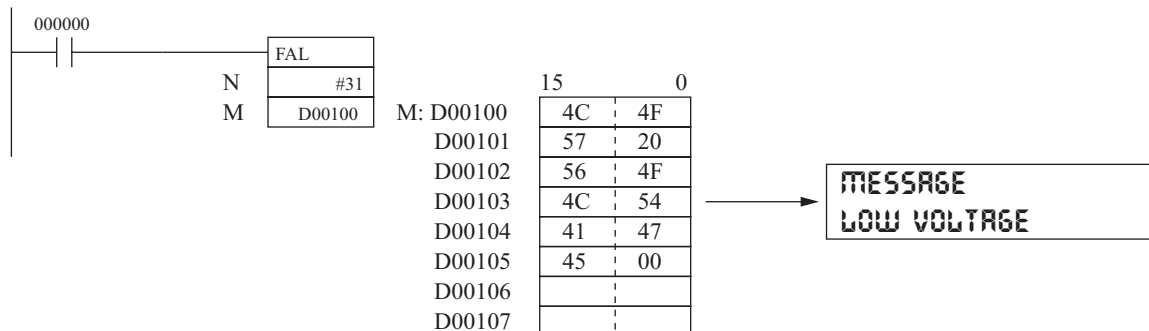 000000
FAL
N #31
M D00100
15 0
M: D00100 4C 4F
D00101 57 20
D00102 56 4F
D00103 4C 54
D00104 41 47
D00105 45 00
D00106
D00107
MESSAGE
LOW VOLTAGE